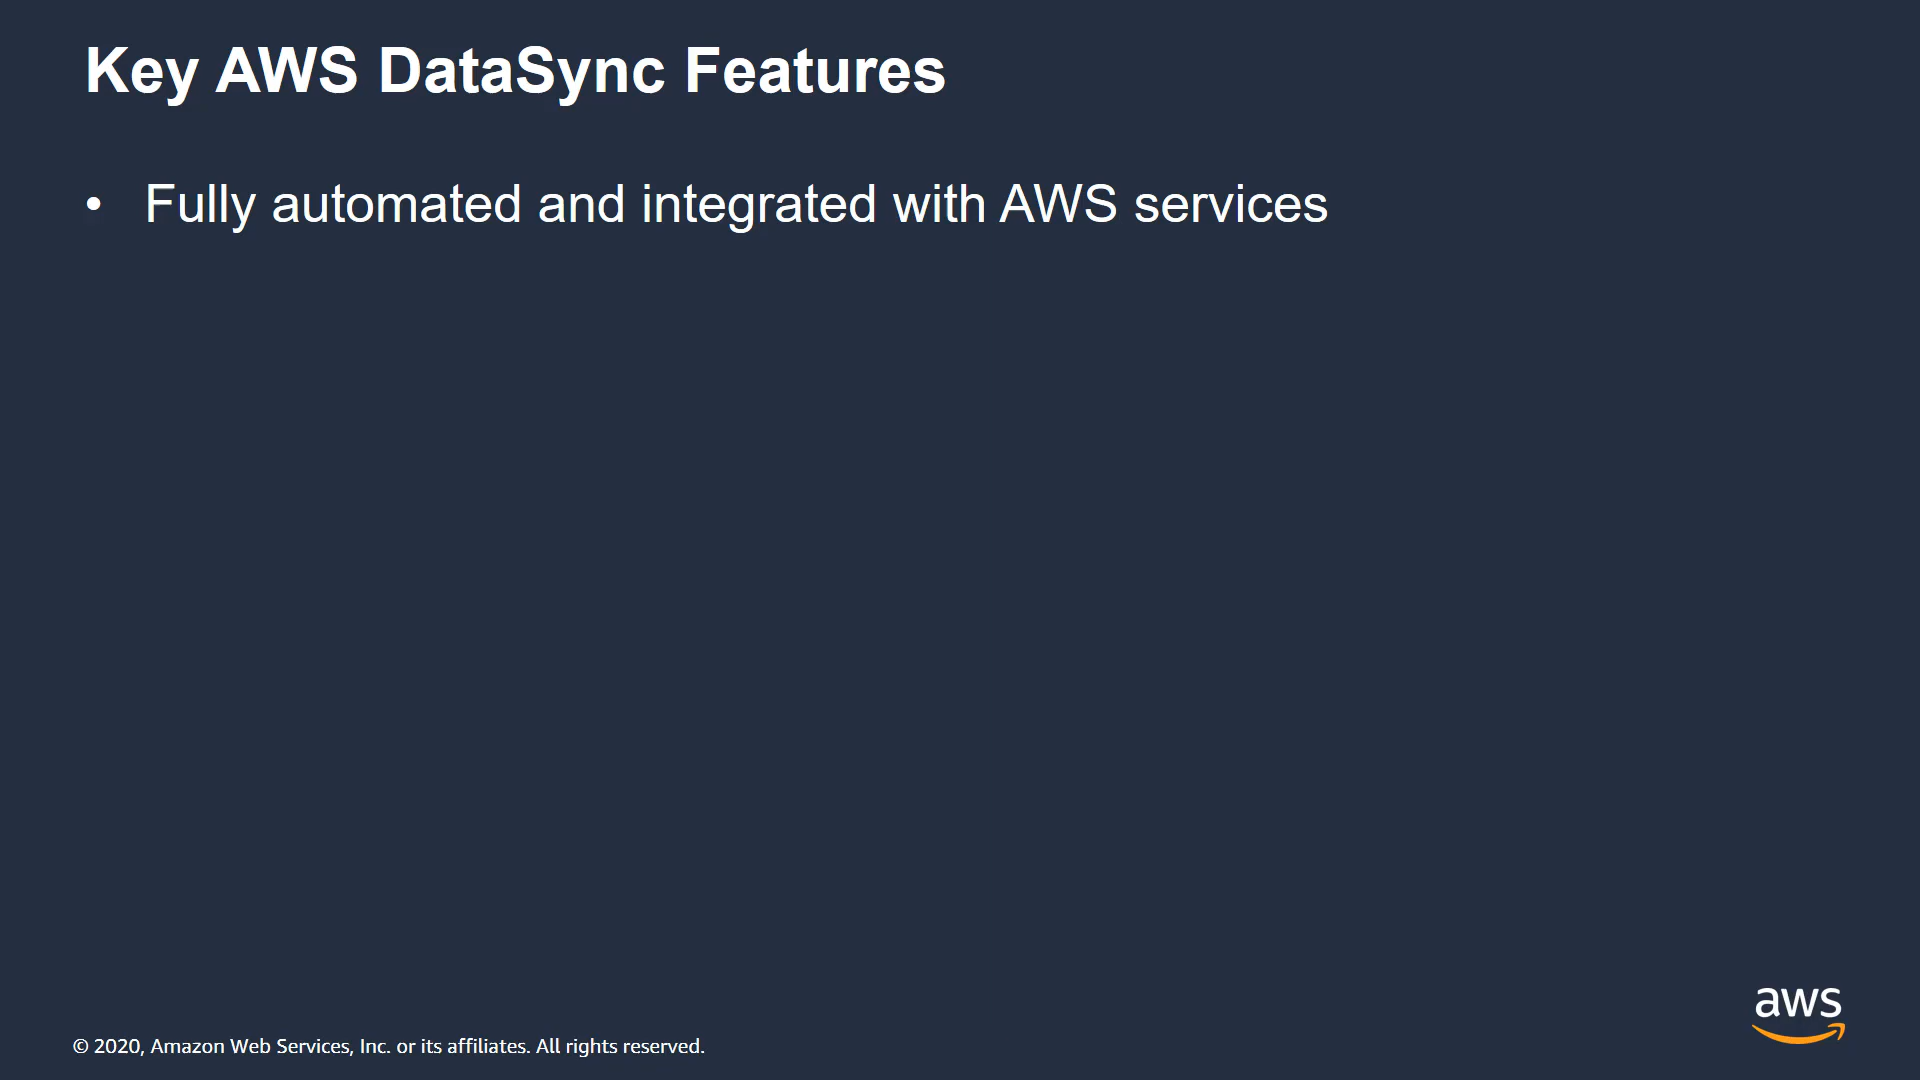 Key AWS DataSync Features
• Fully automated and integrated with AWS services
aws
© 2020, Amazon Web Services, Inc. or its affiliates. All rights reserved.